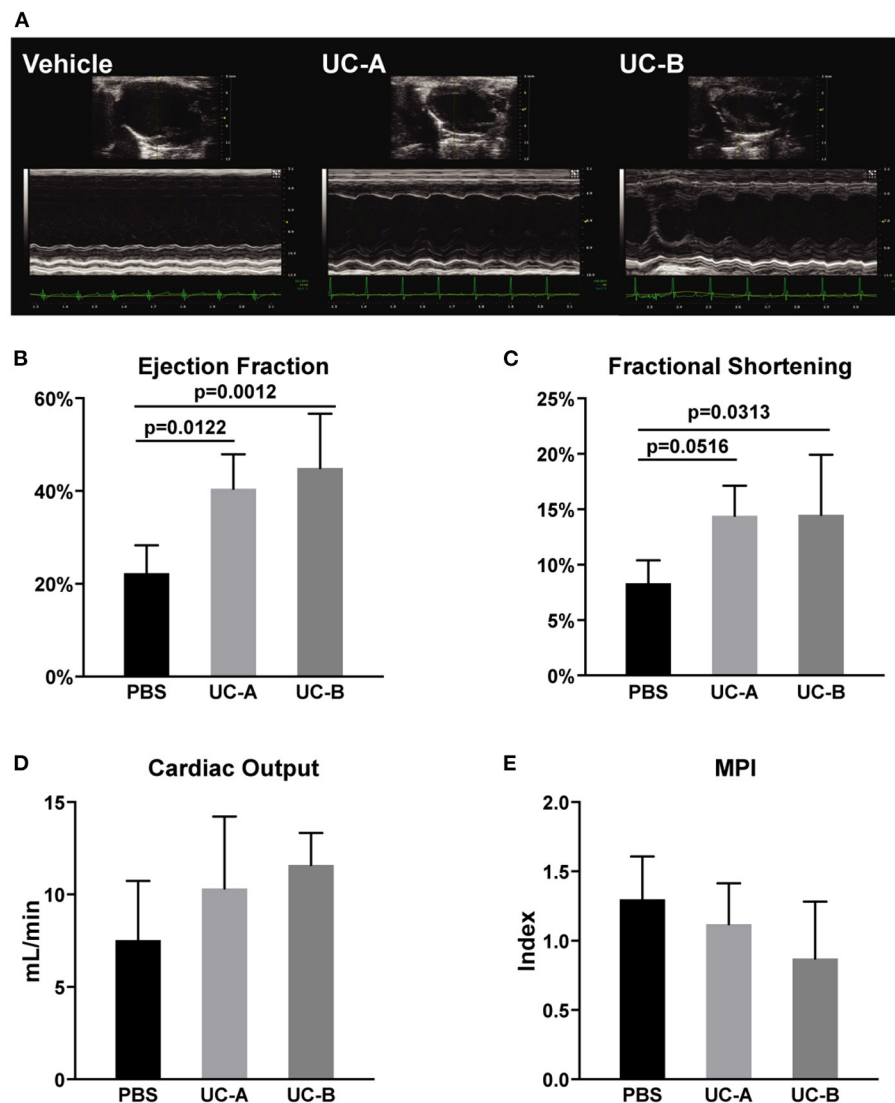 A
Vehicle UC-A UC-B
B
Ejection Fraction
p=0.0012
p=0.0122
60%
40%
20%
0%
PBS UC-A UC-B
C
Fractional Shortening
p=0.0313
p=0.0516
25%
20%
15%
10%
5%
0%
PBS UC-A UC-B
D
Cardiac Output
mL/min
15
10
5
0
PBS UC-A UC-B
E
MPI
Index
2.0
1.5
1.0
0.5
0.0
PBS UC-A UC-B